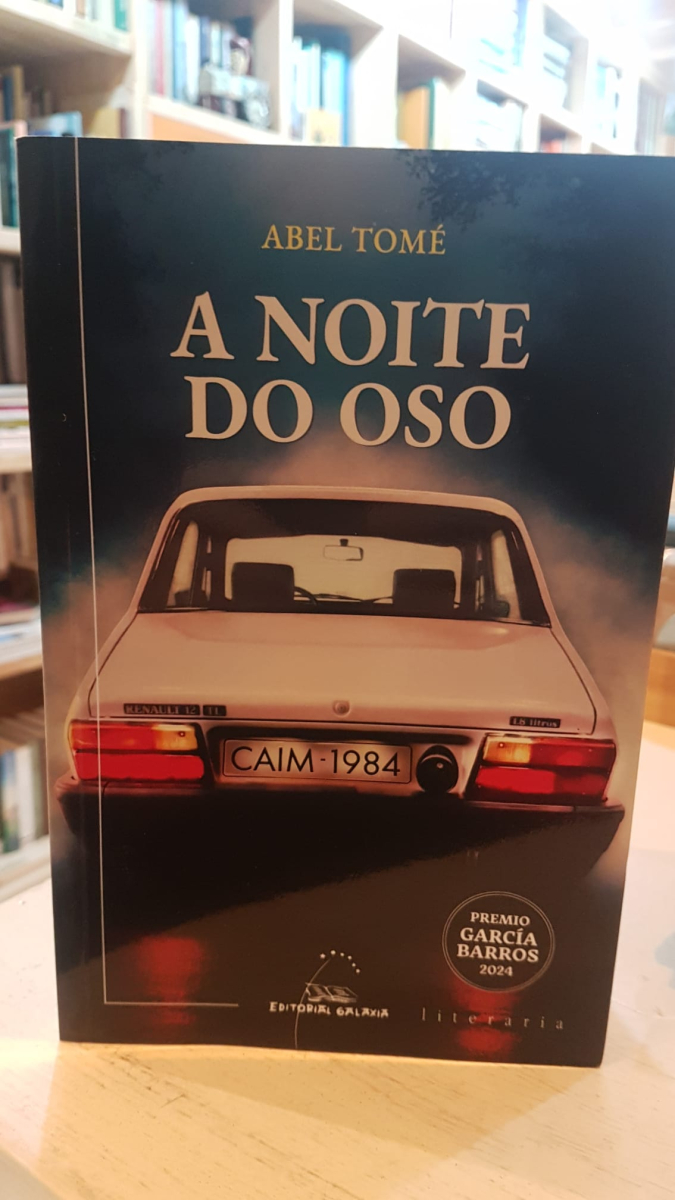 ABEL TOMÉ
A NOITE
DO OSO
RENAULT 12 TL
1.8 litros
CAIM-1984
PREMIO
GARCÍA
BARROS
2024
EDITORIAL GALAXIA
literaria